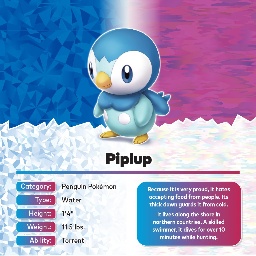 Piplup
Category: Penguin Pokémon
Type: Water
Height: 1'4"
Weight: 11.5 lbs
Ability: Torrent
Because it is very proud, it hates
accepting food from people. Its
thick down guards it from cold.
It lives along the shore in
northern countries. A skilled
swimmer, it dives for over 10
minutes while hunting.